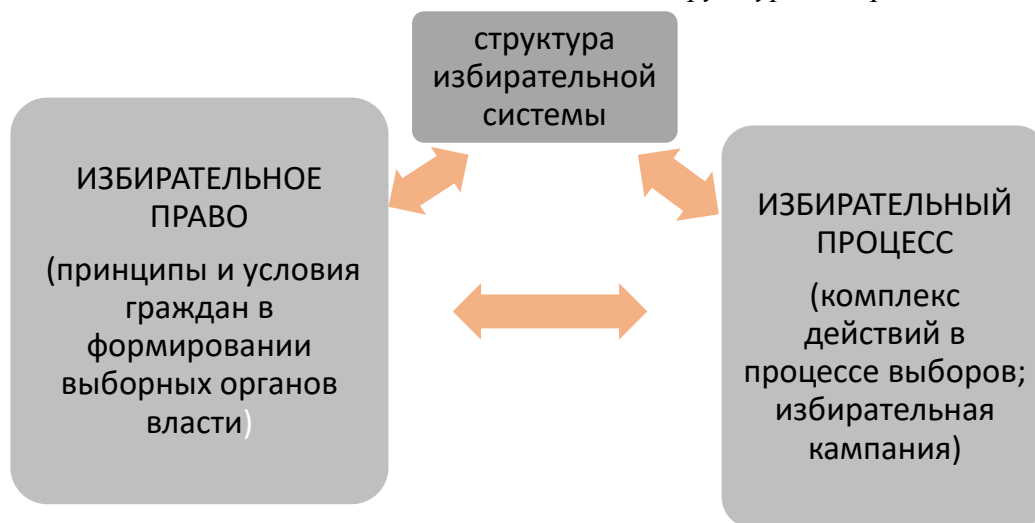 структура
избирательной
системы
ИЗБИРАТЕЛЬНОЕ
ПРАВО
(принципы и условия
граждан в
формировании
выборных органов
власти)
ИЗБИРАТЕЛЬНЫЙ
ПРОЦЕСС
(комплекс
действий в
процессе выборов;
избирательная
кампания)